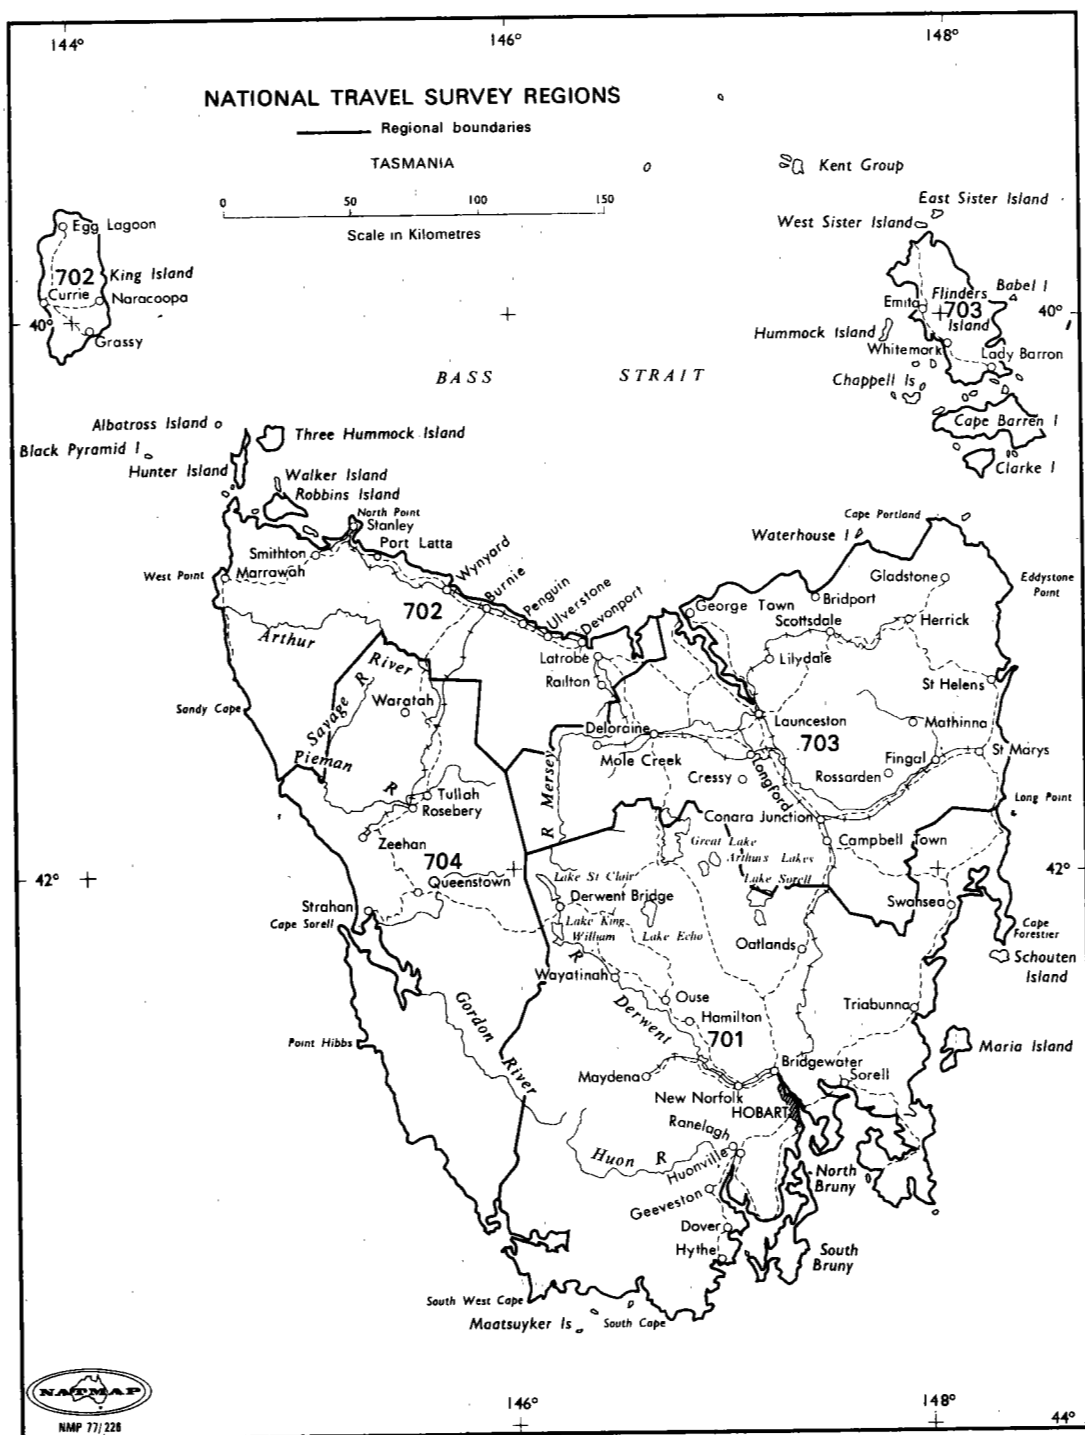 144°
146°
148°
NATIONAL TRAVEL SURVEY REGIONS
Regional boundaries
TASMANIA
0 50 100 150
Scale in Kilometres
Kent Group
East Sister Island
West Sister Island
Egg Lagoon
702 King Island
Currie
Naracoopa
40°
Grassy
Flinders
Babel I
Emita
703
40°
Island
Hummock Island
Whitemark
Lady Barron
Chappell Is
BASS STRAIT
Cape Barren I
Clarke I
Albatross Island
Three Hummock Island
Black Pyramid I
Hunter Island
Walker Island
Robbins Island
North Point
Stanley
Port Latta
Smithton
Marrawah
West Point
Wynyard
Burnie
Penguin
Ulverstone
Devonport
702
Cape Portland
Waterhouse I
Gladstone
Eddystone
Point
George Town
Bridport
Scottsdale
Herrick
Arthur River
Latrobe
Lilydale
Railton
St Helens
Savage R
Waratah
Sandy Cape
Launceston
Mathinna
Deloraine
703
Pieman R
Mole Creek
Longford
Fingal
St Marys
R Mersey
Cressy
Rossarden
Tullah
Rosebery
Long Point
Conara Junction
Zeehan
Great Lake
Campbell Town
704
Arthurs Lakes
42°
Lake St Clair
Lake Sorell
42°
Queenstown
Derwent Bridge
Swansea
Strahan
Cape Sorell
Lake King
William
Lake Echo
Cape
Forestier
Oatlands
Schouten
Island
Wayatinah
R Derwent
Ouse
Triabunna
Gordon River
Hamilton
701
Point Hibbs
Maria Island
Bridgewater
Maydena
Sorell
New Norfolk
HOBART
Ranelagh
Huon R
Huonville
North
Bruny
Geeveston
Dover
Hythe
South
Bruny
South West Cape
Maatsuyker Is
South Cape
NATMAP
NMP 77/228
146°
148°
44°